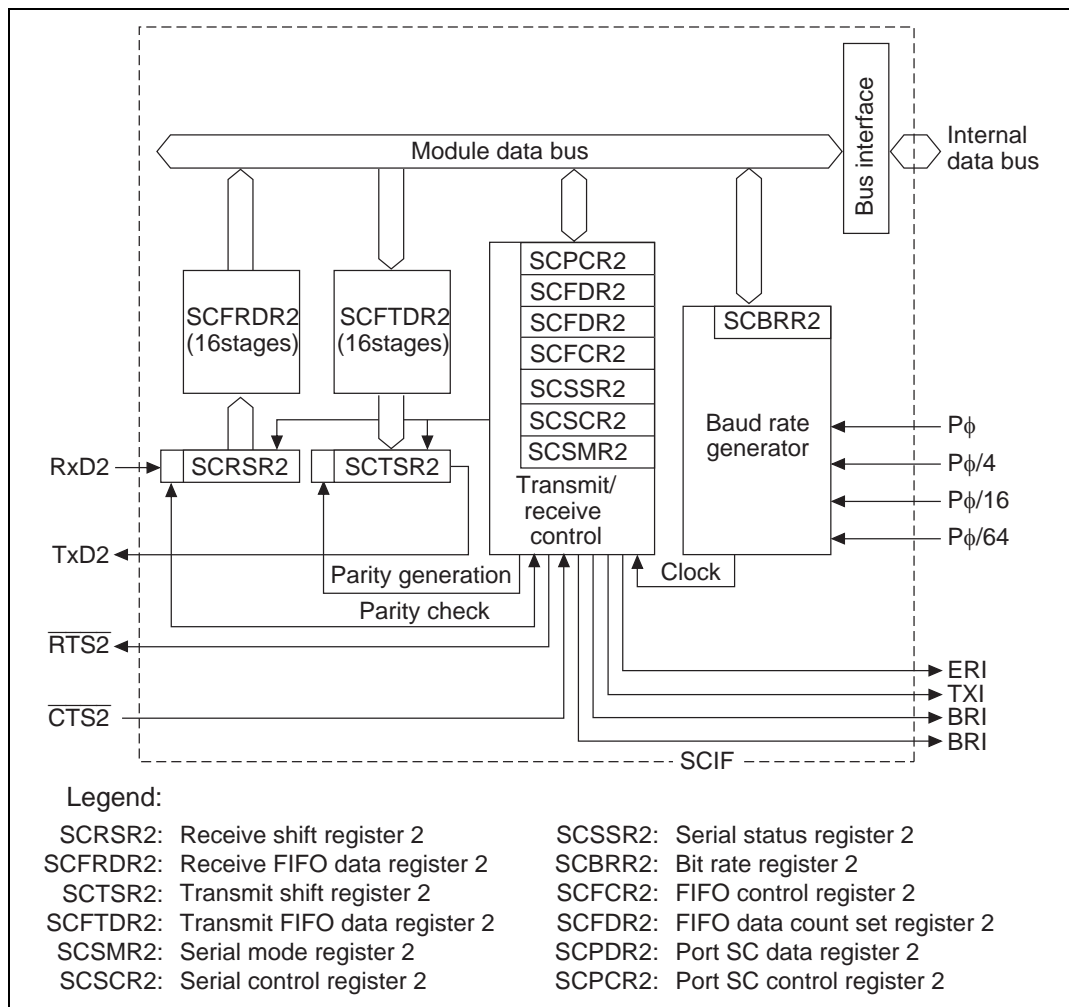 Module data bus
Bus interface
Internal
data bus
SCFRDR2
(16stages)
SCFTDR2
(16stages)
SCPCR2
SCFDR2
SCFDR2
SCFCR2
SCSSR2
SCSCR2
SCSMR2
Transmit/
receive
control
SCBRR2
Baud rate
generator
Pϕ
Pϕ/4
Pϕ/16
Pϕ/64
RxD2
SCRSR2
SCTSR2
TxD2
Parity generation
Parity check
Clock
RTS2
CTS2
ERI
TXI
BRI
BRI
SCIF
Legend:
SCRSR2: Receive shift register 2
SCFRDR2: Receive FIFO data register 2
SCTSR2: Transmit shift register 2
SCFTDR2: Transmit FIFO data register 2
SCSMR2: Serial mode register 2
SCSCR2: Serial control register 2
SCSSR2: Serial status register 2
SCBRR2: Bit rate register 2
SCFCR2: FIFO control register 2
SCFDR2: FIFO data count set register 2
SCPDR2: Port SC data register 2
SCPCR2: Port SC control register 2